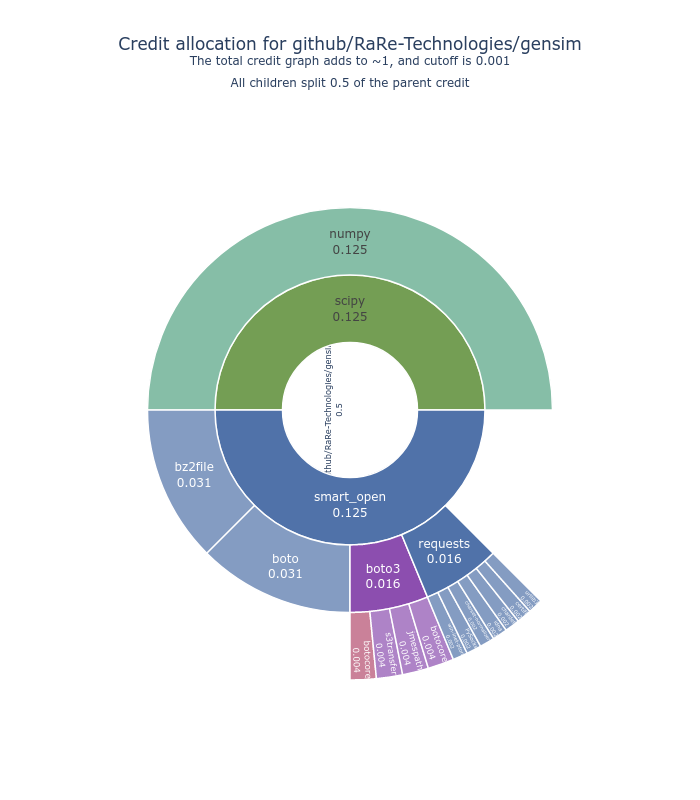 Credit allocation for github/RaRe-Technologies/gensim
The total credit graph adds to ~1, and cutoff is 0.001
All children split 0.5 of the parent credit
numpy
0.125
scipy
0.125
0.5
smart_open
0.125
bz2file
0.031
boto
0.031
boto3
0.016
requests
0.016
botocore
0.004
s3transfer
0.004
jmespath
0.004
botocore
0.004